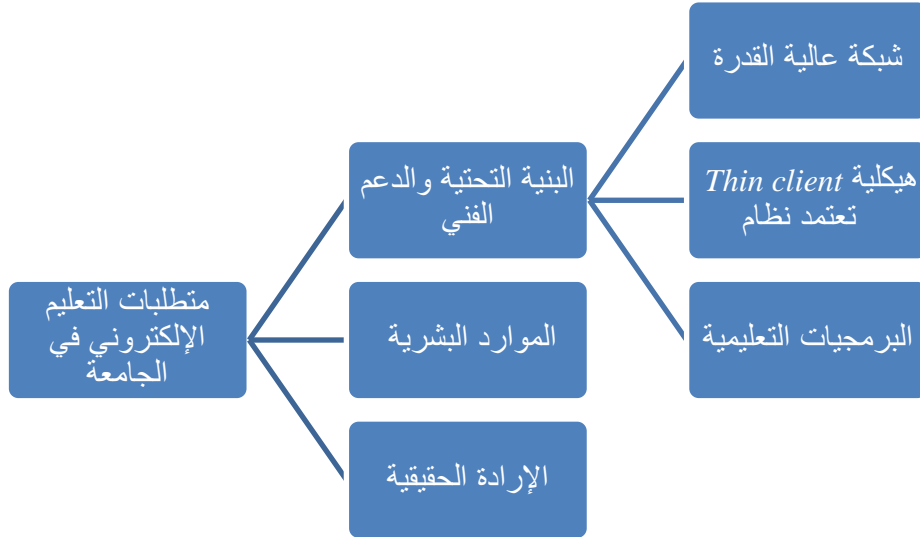 متطلبات التعليم
الإلكتروني في
الجامعة
البنية التحتية والدعم
الفني
الموارد البشرية
الإرادة الحقيقية
شبكة عالية القدرة
هيكلية Thin client
تعتمد نظام
البرمجيات التعليمية